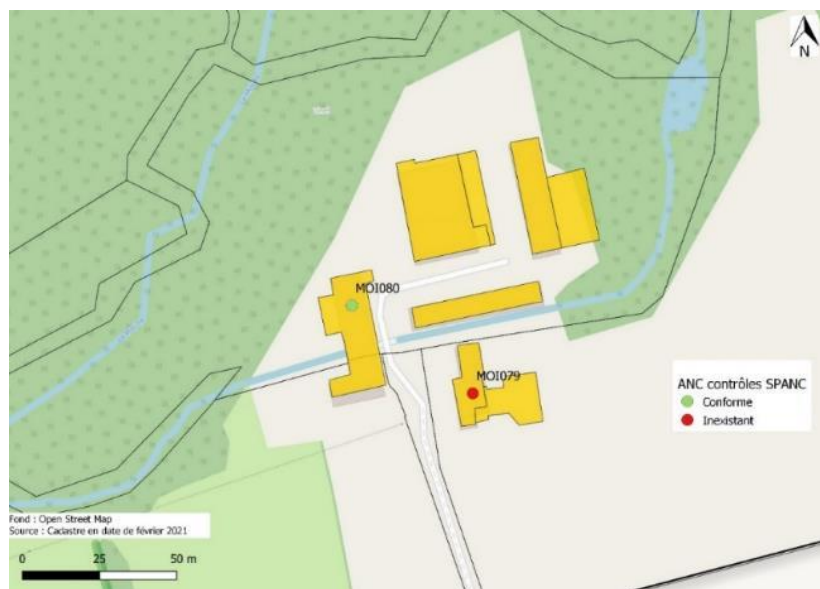 N
MOI080
MOI079
ANC contrôles SPANC
Conforme
Inexistant
Fond : Open Street Map
Source : Cadastre en date de février 2021
0 25 50 m